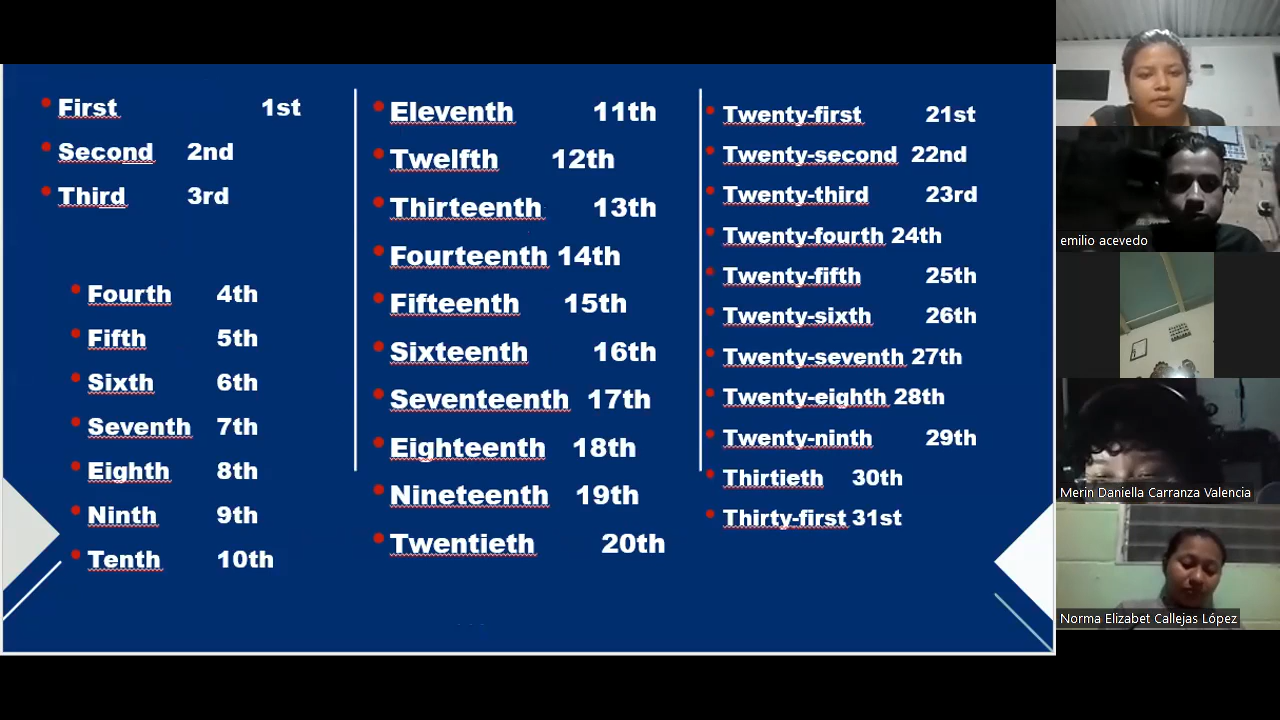 First 1st
Second 2nd
Third 3rd
Fourth 4th
Fifth 5th
Sixth 6th
Seventh 7th
Eighth 8th
Ninth 9th
Tenth 10th
Eleventh 11th
Twelfth 12th
Thirteenth 13th
Fourteenth 14th
Fifteenth 15th
Sixteenth 16th
Seventeenth 17th
Eighteenth 18th
Nineteenth 19th
Twentieth 20th
Twenty-first 21st
Twenty-second 22nd
Twenty-third 23rd
Twenty-fourth 24th
Twenty-fifth 25th
Twenty-sixth 26th
Twenty-seventh 27th
Twenty-eighth 28th
Twenty-ninth 29th
Thirtieth 30th
Thirty-first 31st
emilio acevedo
Merin Daniella Carranza Valencia
Norma Elizabet Callejas López